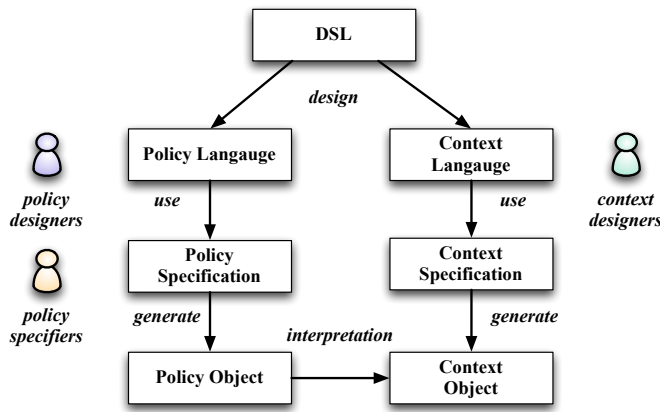 DSL
design
Policy Langauge
Context
Langauge
policy
designers
use
use
context
designers
Policy
Specification
Context
Specification
policy
specifiers
generate
interpretation
generate
Policy Object
Context
Object